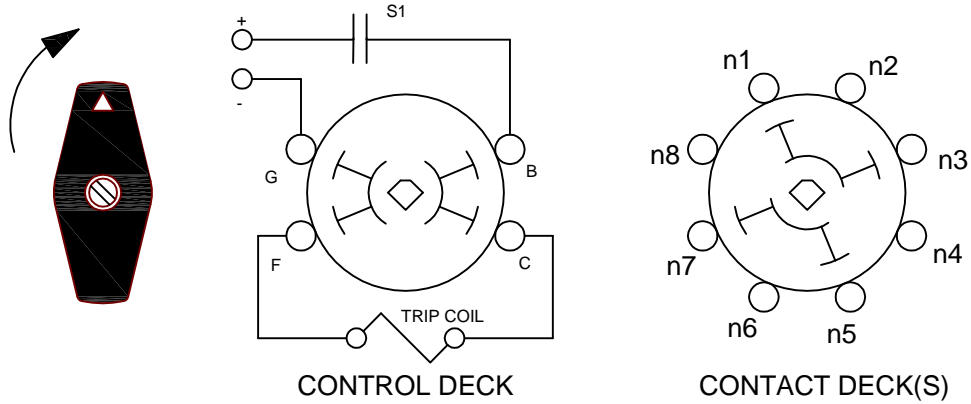 S1
+
-
G
B
F
C
TRIP COIL
CONTROL DECK
n1
n2
n8
n3
n7
n4
n6
n5
CONTACT DECK(S)